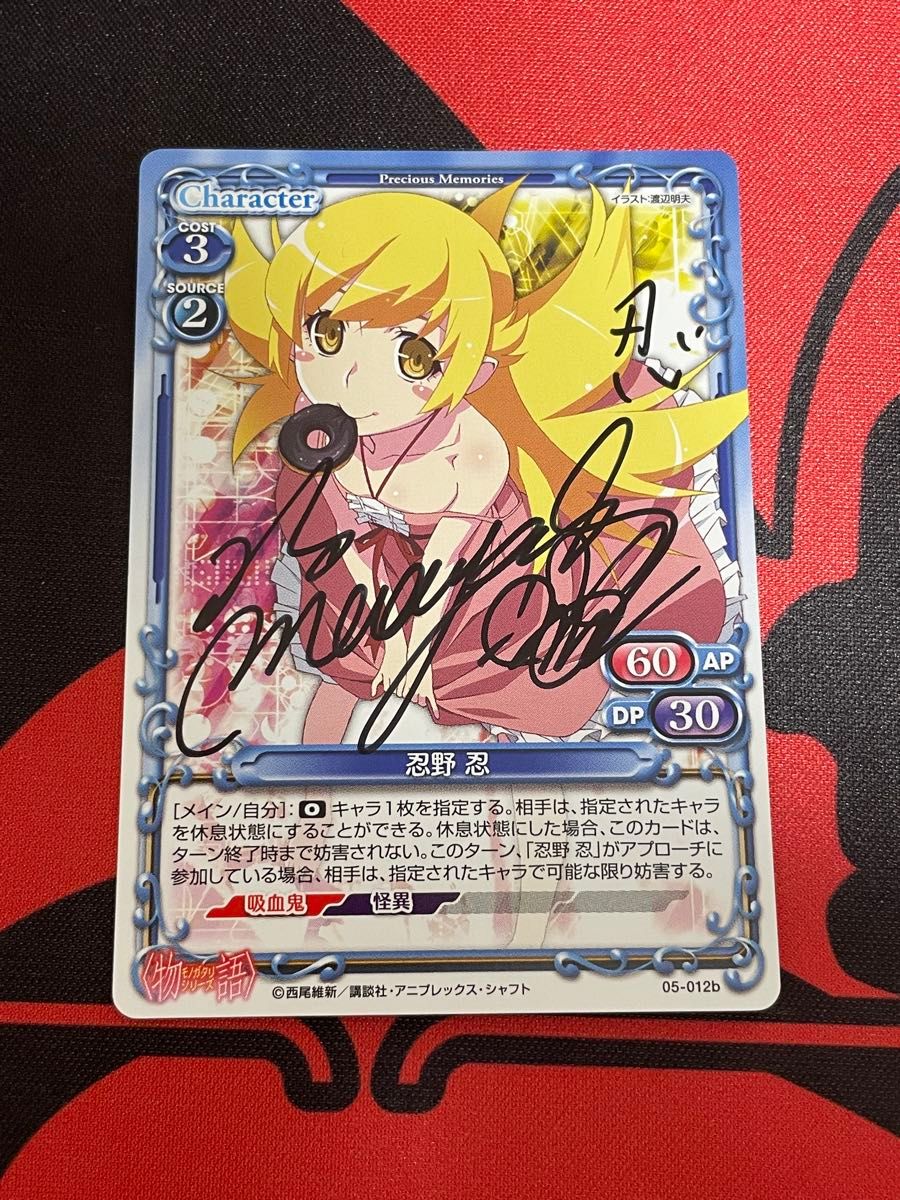 Precious Memories
Character
イラスト:渡辺明夫
COST
3
SOURCE
2
忍
60 AP
DP 30
忍野 忍
[メイン/自分]:0キャラ1枚を指定する。相手は、指定されたキャラ
を休息状態にすることができる。休息状態にした場合、このカードは、
ターン終了時まで妨害されない。このターン、「忍野 忍」がアプローチに
参加している場合、相手は、指定されたキャラで可能な限り妨害する。
吸血鬼 怪異
〈物語〉モノガタリシリーズ
©西尾維新/講談社・アニプレックス・シャフト
05-012b